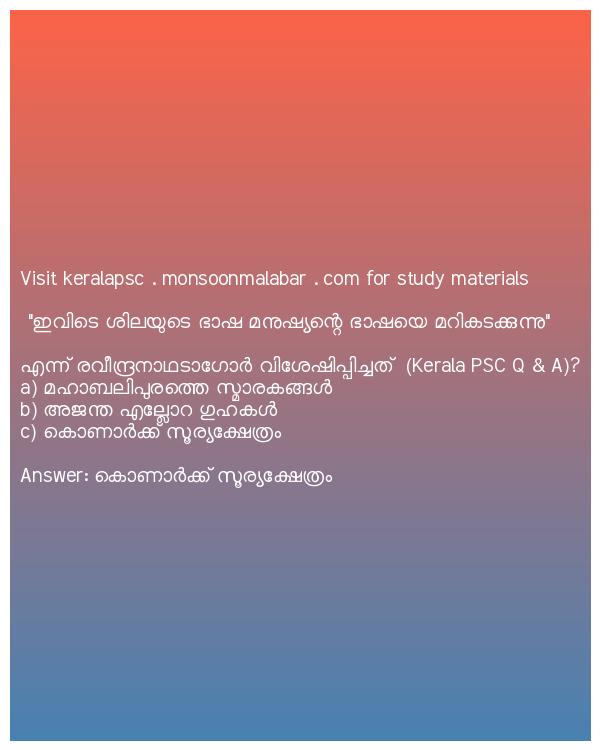 Visit keralapsc . monsoonmalabar . com for study materials
"ഇവിടെ ശിലയുടെ ഭാഷ മനുഷ്യന്റെ ഭാഷയെ മറികടക്കുന്നു"
എന്ന് രവീന്ദ്രനാഥടാഗോർ വിശേഷിപ്പിച്ചത് (Kerala PSC Q & A)?
a) മഹാബലിപുരത്തെ സ്മാരകങ്ങൾ
b) അജന്ത എല്ലോറ ഗുഹകൾ
c) കൊണാർക്ക് സൂര്യക്ഷേത്രം
Answer: കൊണാർക്ക് സൂര്യക്ഷേത്രം